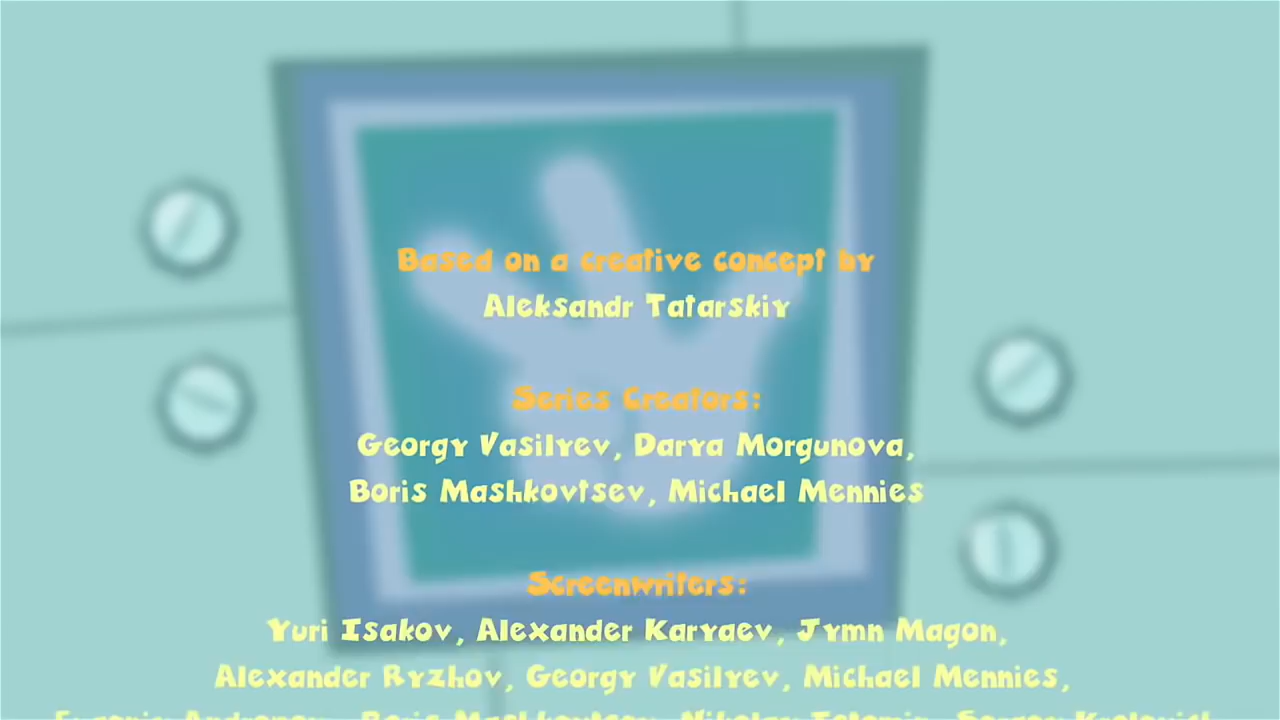 Based on a creative concept by
Aleksandr Tatarskiy
Series Creators:
Georgy Vasilyev, Darya Morgunova,
Boris Mashkovtsev, Michael Mennies
Screenwriters:
Yuri Isakov, Alexander Karyaev, Jymn Magon,
Alexander Ryzhov, Georgy Vasilyev, Michael Mennies,